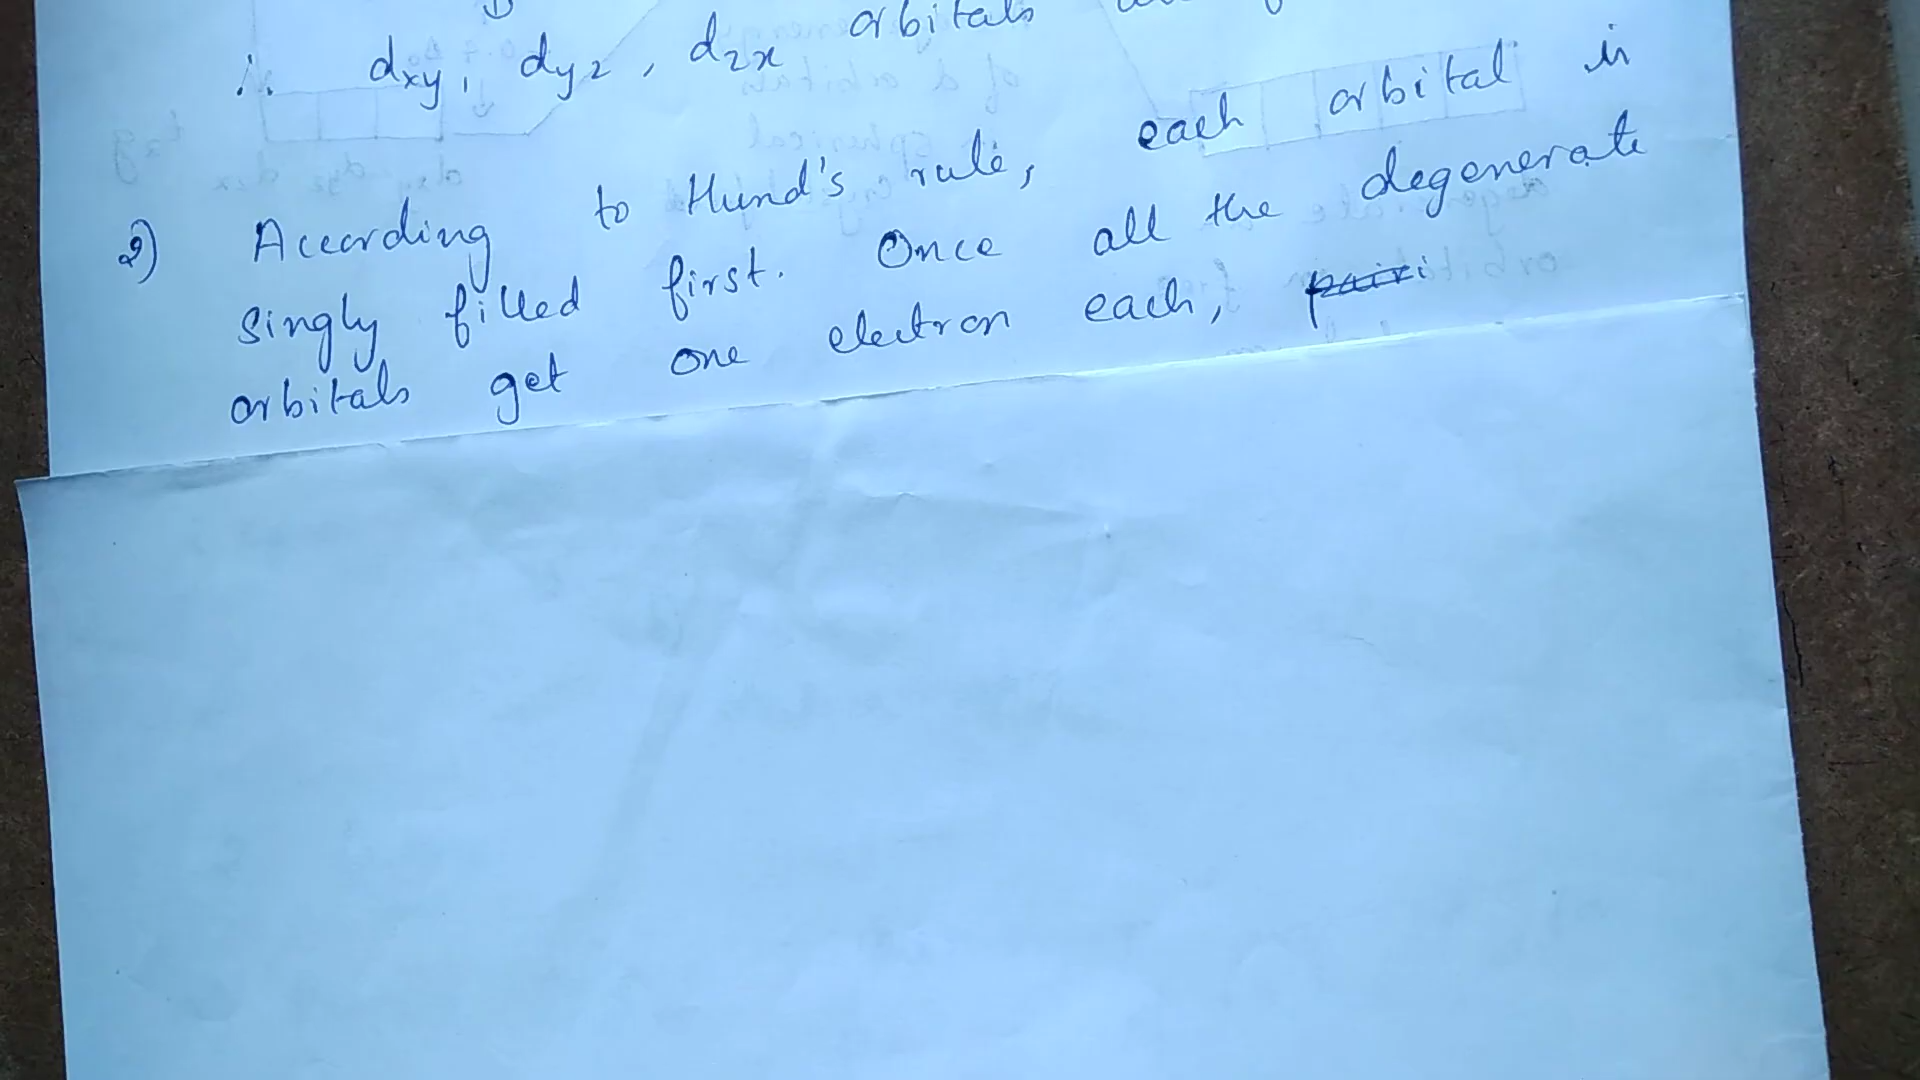 ∴ dxy, dyz, dzx orbitals
2) According to Hund's rule, each orbital is
singly filled first. Once all the degenerate
orbitals get one electron each,